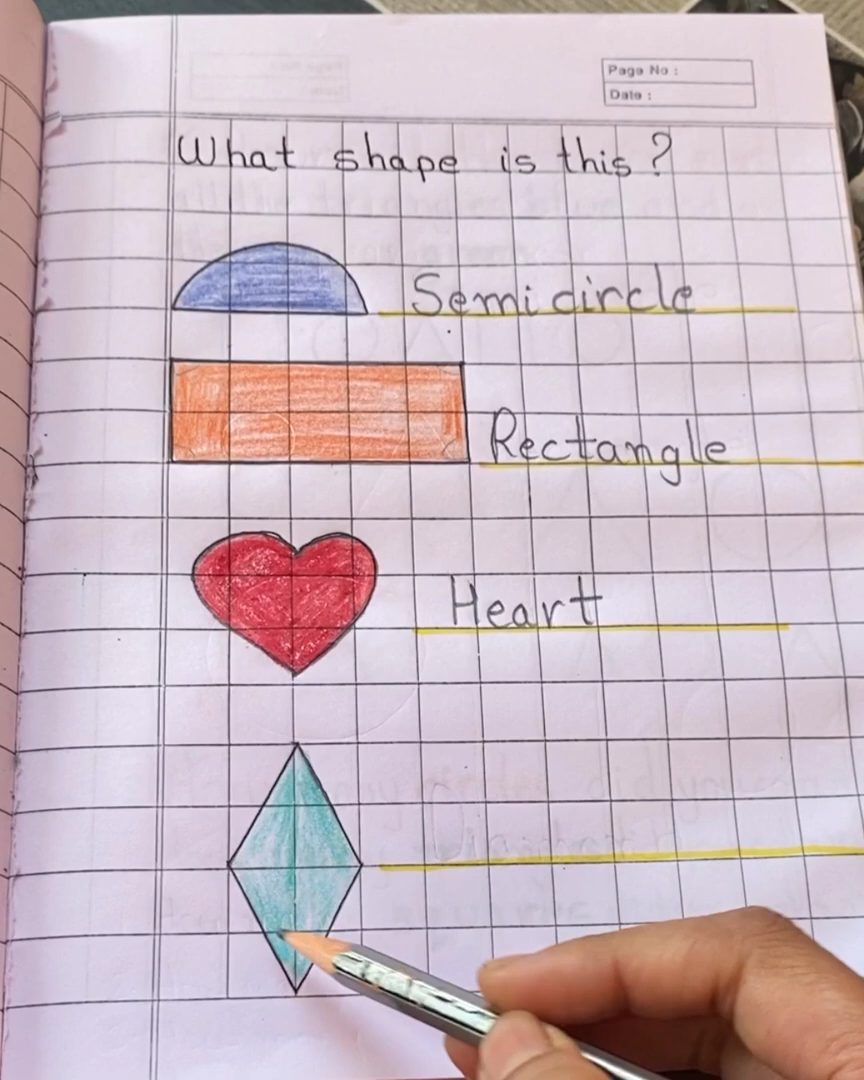 Page No :
Date :
What shape is this?
Semicircle
Rectangle
Heart